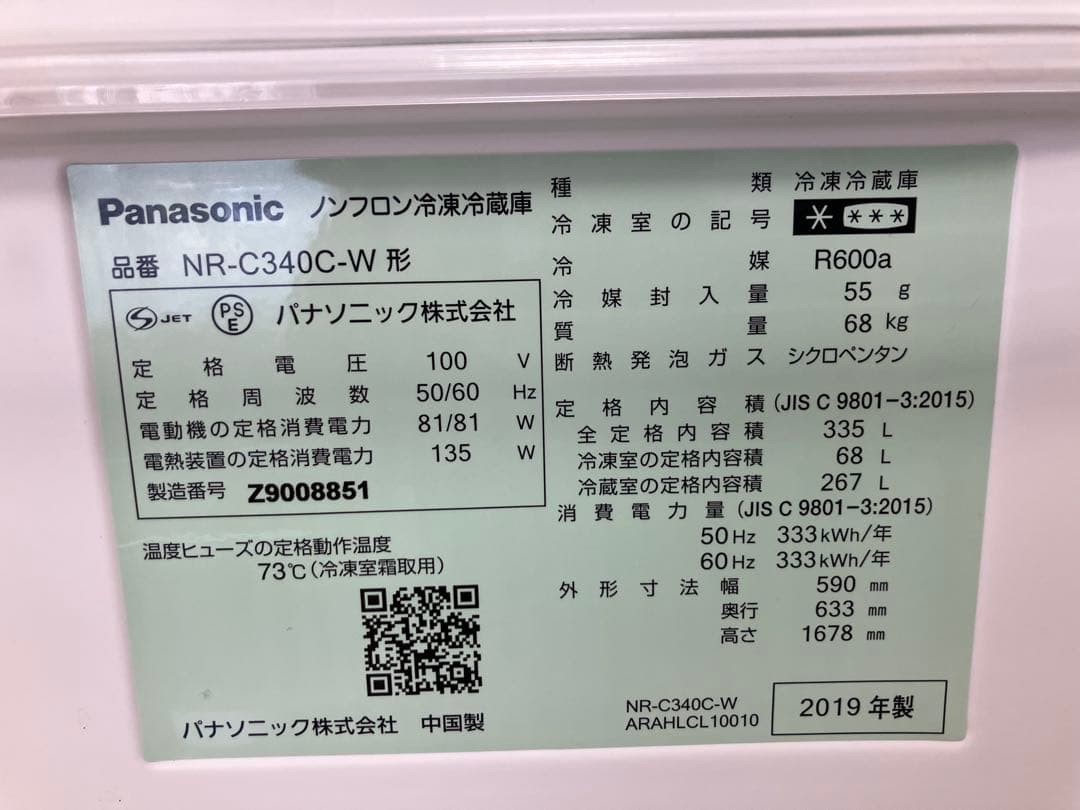 Panasonic ノンフロン冷凍冷蔵庫
品番 NR-C340C-W 形
JET PSE パナソニック株式会社
定格電圧 100 V
定格周波数 50/60 Hz
電動機の定格消費電力 81/81 W
電熱装置の定格消費電力 135 W
製造番号 Z9008851
温度ヒューズの定格動作温度
73℃(冷凍室霜取用)
パナソニック株式会社 中国製
種類 冷凍冷蔵庫
冷凍室の記号 * ***
冷媒 R600a
冷媒封入量 55 g
質量 68 kg
断熱発泡ガス シクロペンタン
定格内容積(JIS C 9801-3:2015)
全定格内容積 335 L
冷凍室の定格内容積 68 L
冷蔵室の定格内容積 267 L
消費電力量(JIS C 9801-3:2015)
50Hz 333kWh/年
60Hz 333kWh/年
外形寸法幅 590 mm
奥行 633 mm
高さ 1678 mm
NR-C340C-W
ARAHLCL10010
2019年製